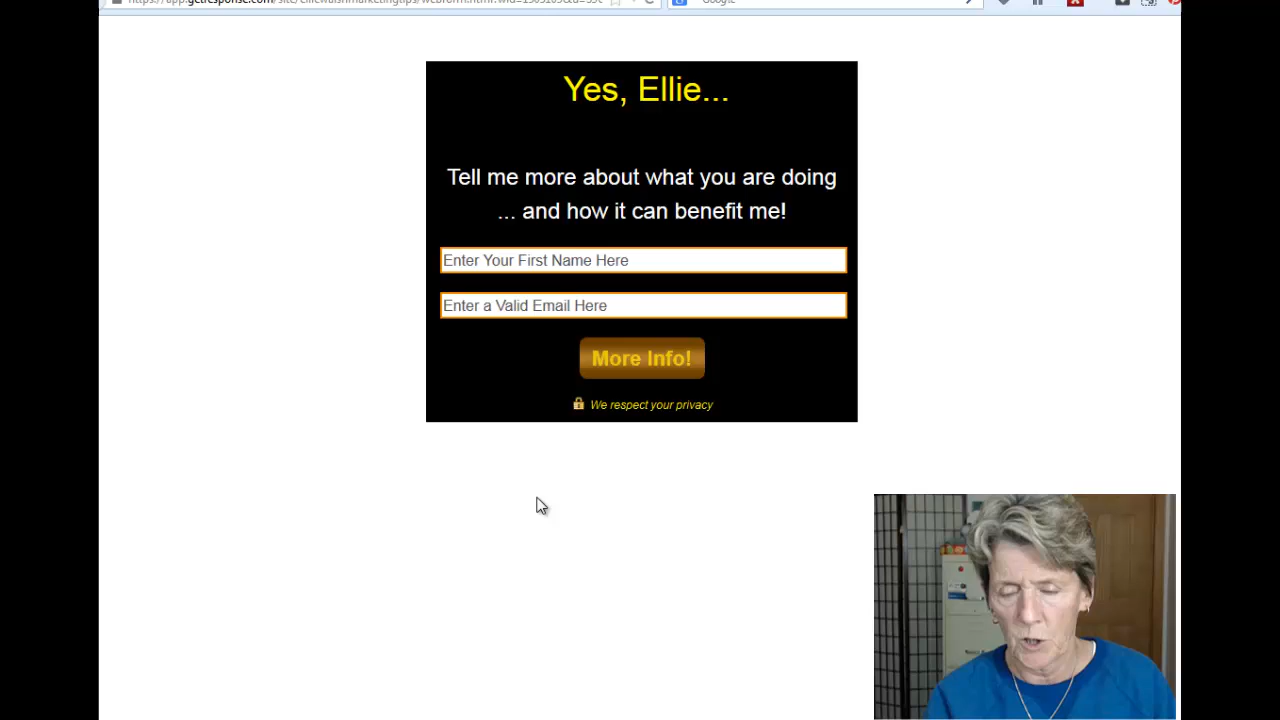 Yes, Ellie...
Tell me more about what you are doing
... and how it can benefit me!
Enter Your First Name Here
Enter a Valid Email Here
More Info!
We respect your privacy